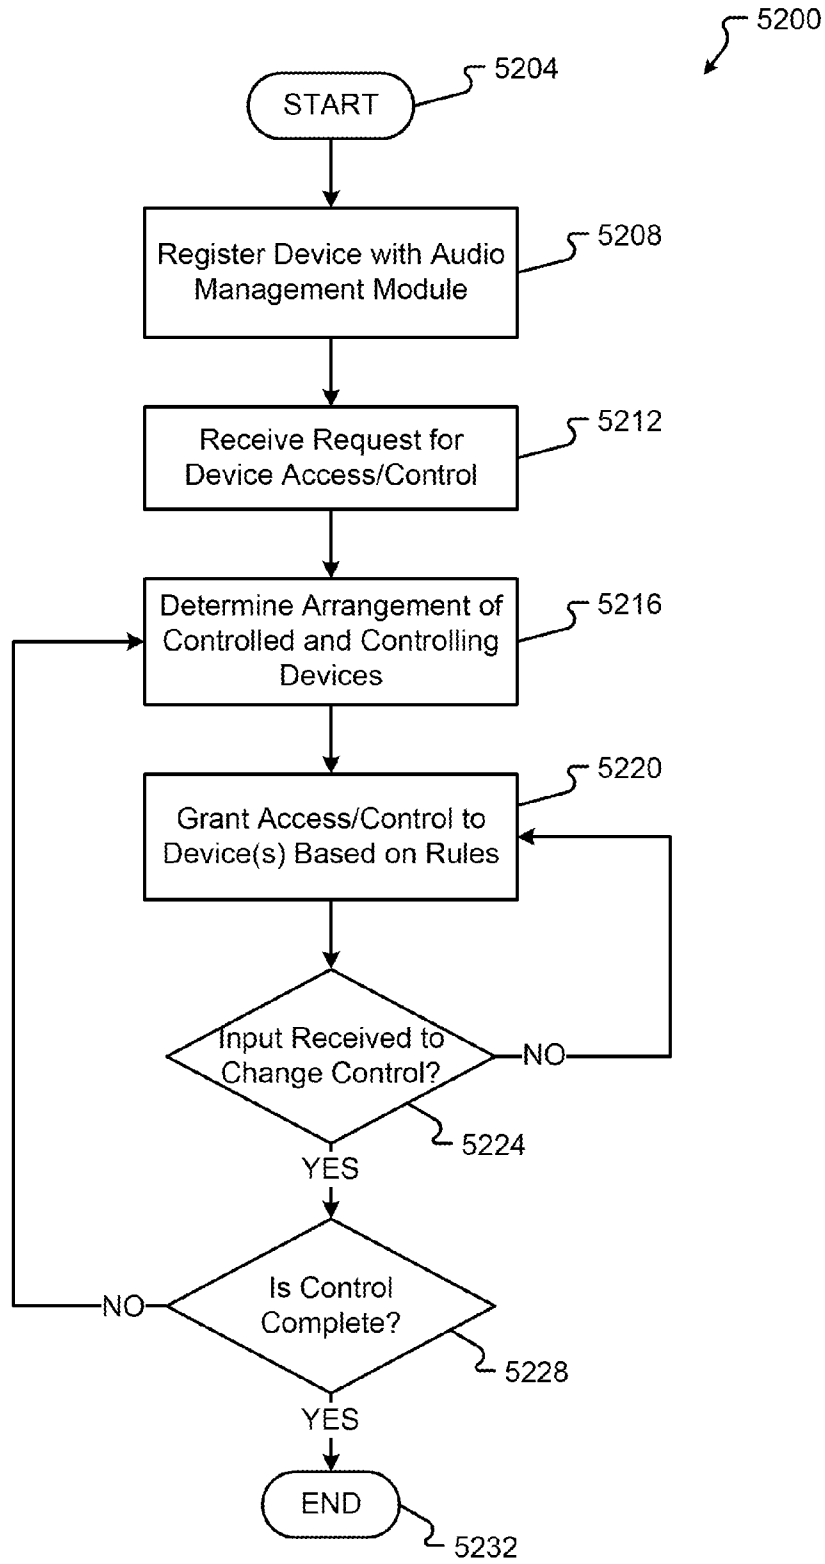 5200
5204
START
5208
Register Device with Audio
Management Module
5212
Receive Request for
Device Access/Control
5216
Determine Arrangement of
Controlled and Controlling
Devices
5220
Grant Access/Control to
Device(s) Based on Rules
Input Received to
Change Control?
NO
5224
YES
Is Control
Complete?
NO
5228
YES
END
5232